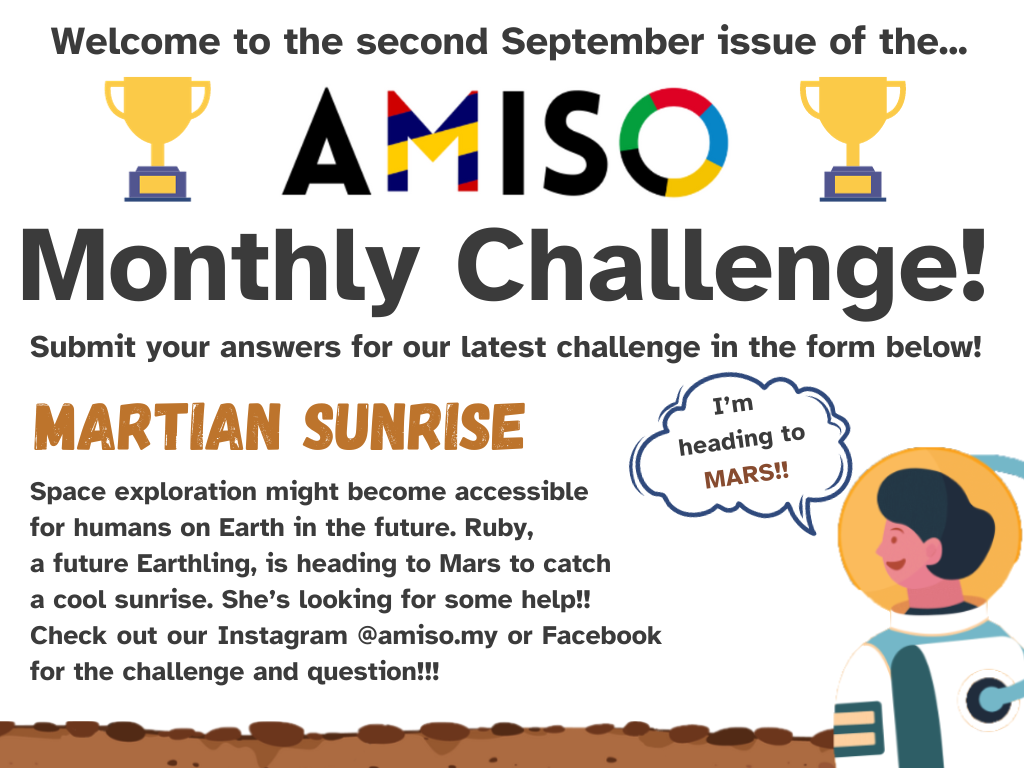 Welcome to the second September issue of the...
AMISO
Monthly Challenge!
Submit your answers for our latest challenge in the form below!
MARTIAN SUNRISE
I'm
heading to
MARS!!
Space exploration might become accessible
for humans on Earth in the future. Ruby,
a future Earthling, is heading to Mars to catch
a cool sunrise. She's looking for some help!!
Check out our Instagram @amiso.my or Facebook
for the challenge and question!!!